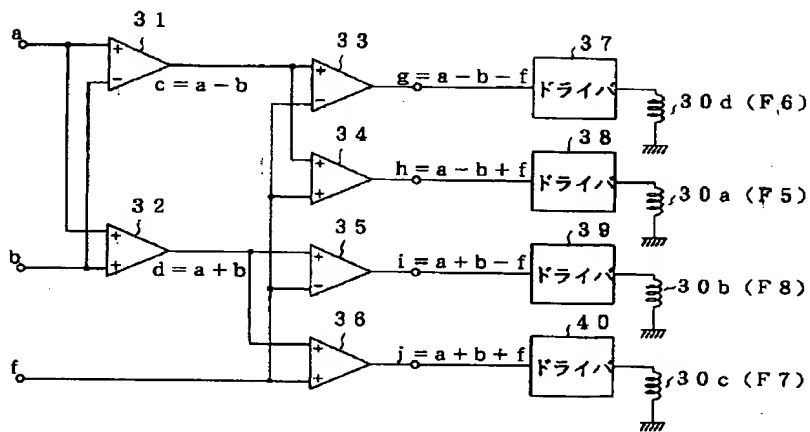 a
31
+
−
c = a − b
33
+
−
g = a − b − f
37
ドライバ
30d (F6)
34
+
+
h = a − b + f
38
ドライバ
30a (F5)
b
32
+
+
d = a + b
35
+
−
i = a + b − f
39
ドライバ
30b (F8)
f
36
+
+
j = a + b + f
40
ドライバ
30c (F7)